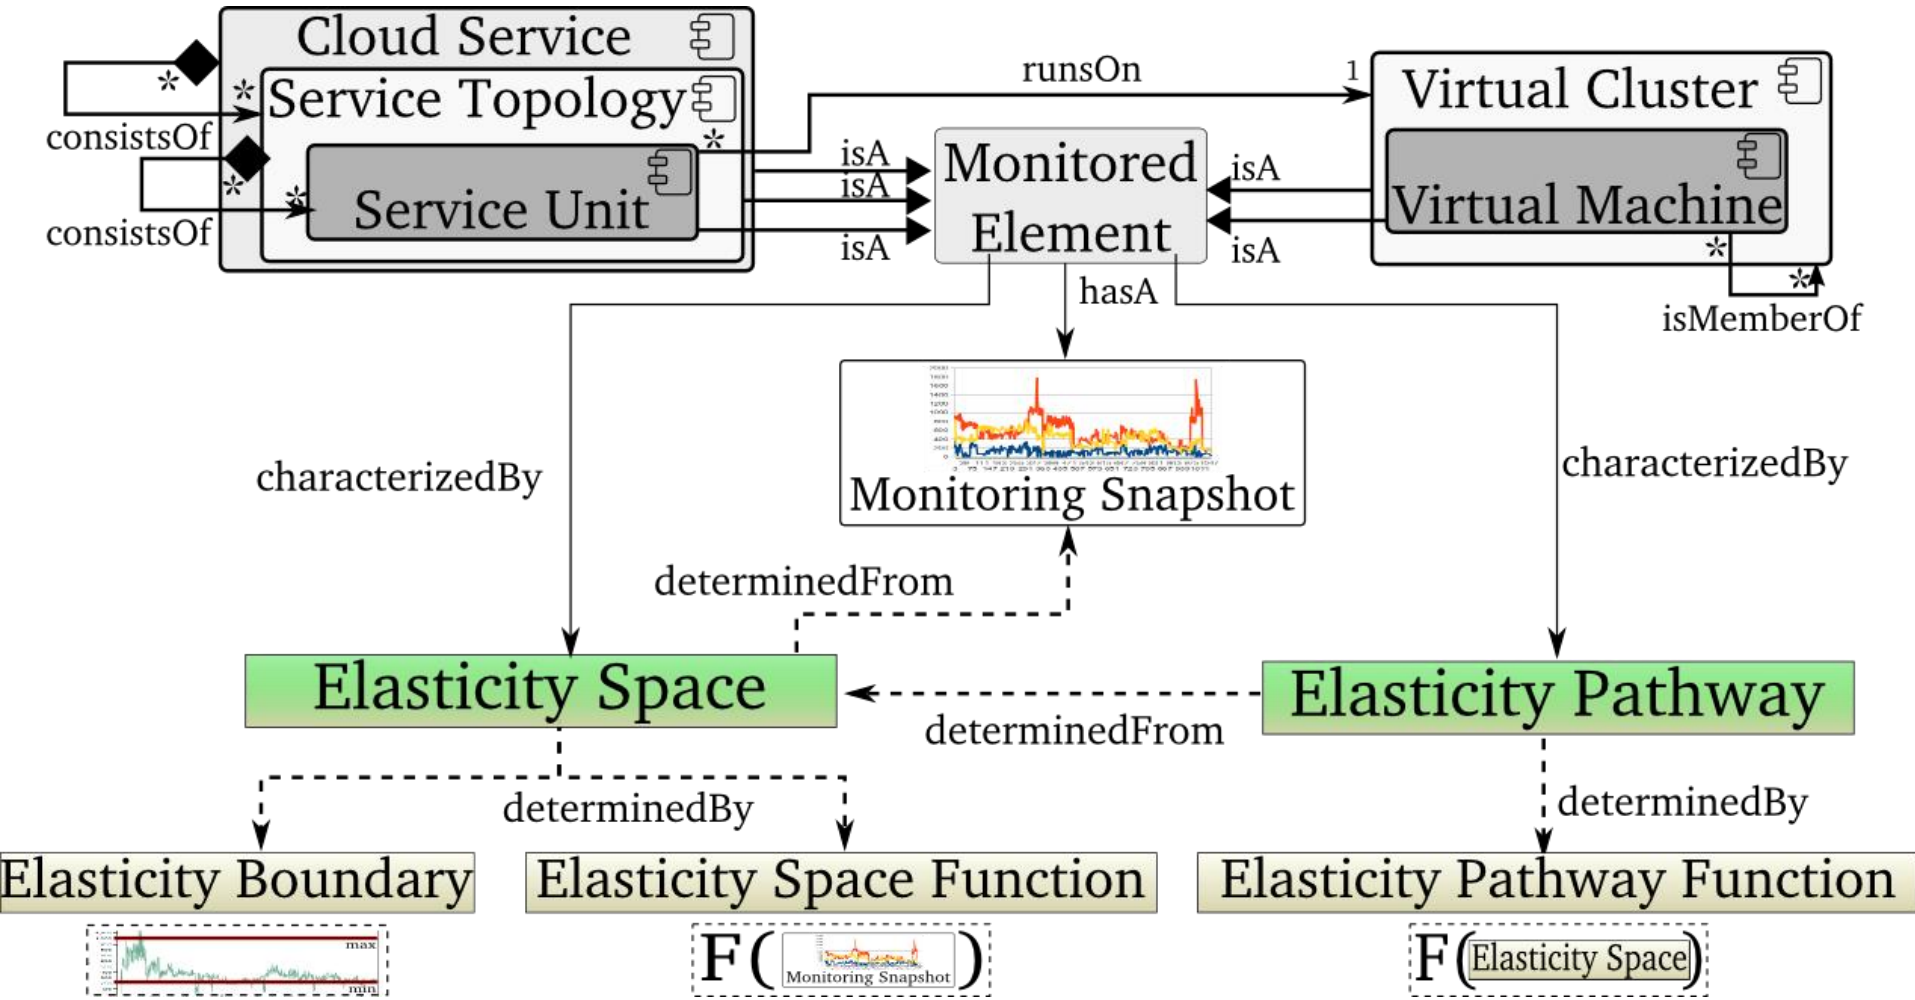 Cloud Service
*
*
Service Topology
consistsOf
*
*
*
Service Unit
consistsOf
runsOn
1
isA
isA
isA
Monitored
Element
isA
isA
Virtual Cluster
Virtual Machine
*
*
isMemberOf
hasA
Monitoring Snapshot
characterizedBy
characterizedBy
determinedFrom
Elasticity Space
determinedFrom
Elasticity Pathway
determinedBy
determinedBy
Elasticity Boundary
Elasticity Space Function
Elasticity Pathway Function
max
min
F( Monitoring Snapshot )
F(Elasticity Space)